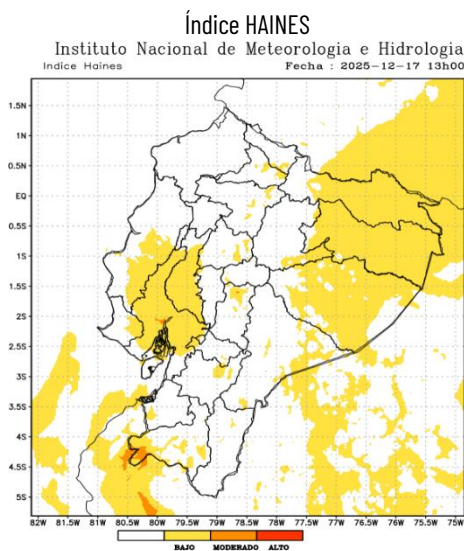 Índice HAINES
Instituto Nacional de Meteorologia e Hidrologia
Indice Haines Fecha : 2025-12-17 13h00
1.5N
1N
0.5N
EQ
0.5S
1S
1.5S
2S
2.5S
3S
3.5S
4S
4.5S
5S
82W 81.5W 81W 80.5W 80W 79.5W 79W 78.5W 78W 77.5W 77W 76.5W 76W 75.5W 75W
BAJO MODERADO ALTO